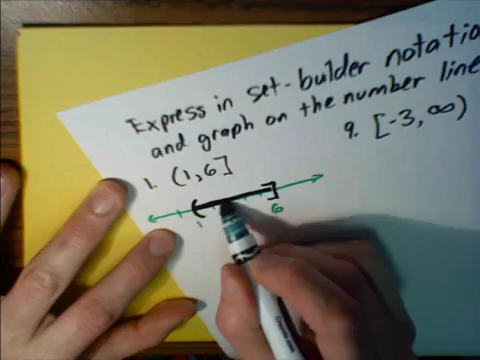 Express in set-builder notatio
and graph on the number line
1. (1,6]
9. [-3, ∞)
1
6